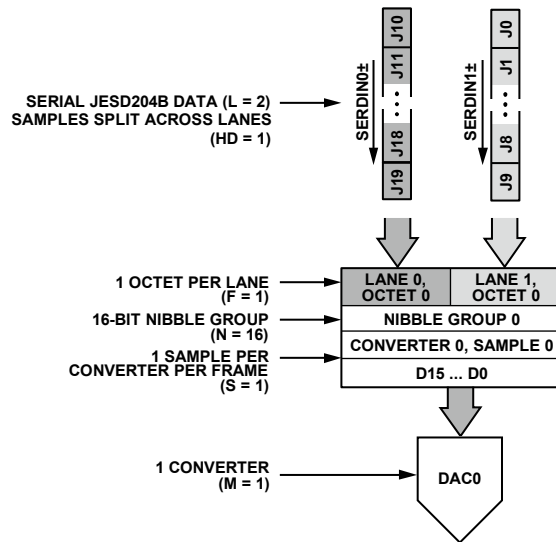 J10
J11
J18
J19
SERDIN0±
J0
J1
J8
J9
SERDIN1±
SERIAL JESD204B DATA (L = 2)
SAMPLES SPLIT ACROSS LANES
(HD = 1)
1 OCTET PER LANE
(F = 1)
LANE 0,
OCTET 0
LANE 1,
OCTET 0
16-BIT NIBBLE GROUP
(N = 16)
NIBBLE GROUP 0
1 SAMPLE PER
CONVERTER PER FRAME
(S = 1)
CONVERTER 0, SAMPLE 0
D15 ... D0
1 CONVERTER
(M = 1)
DAC0